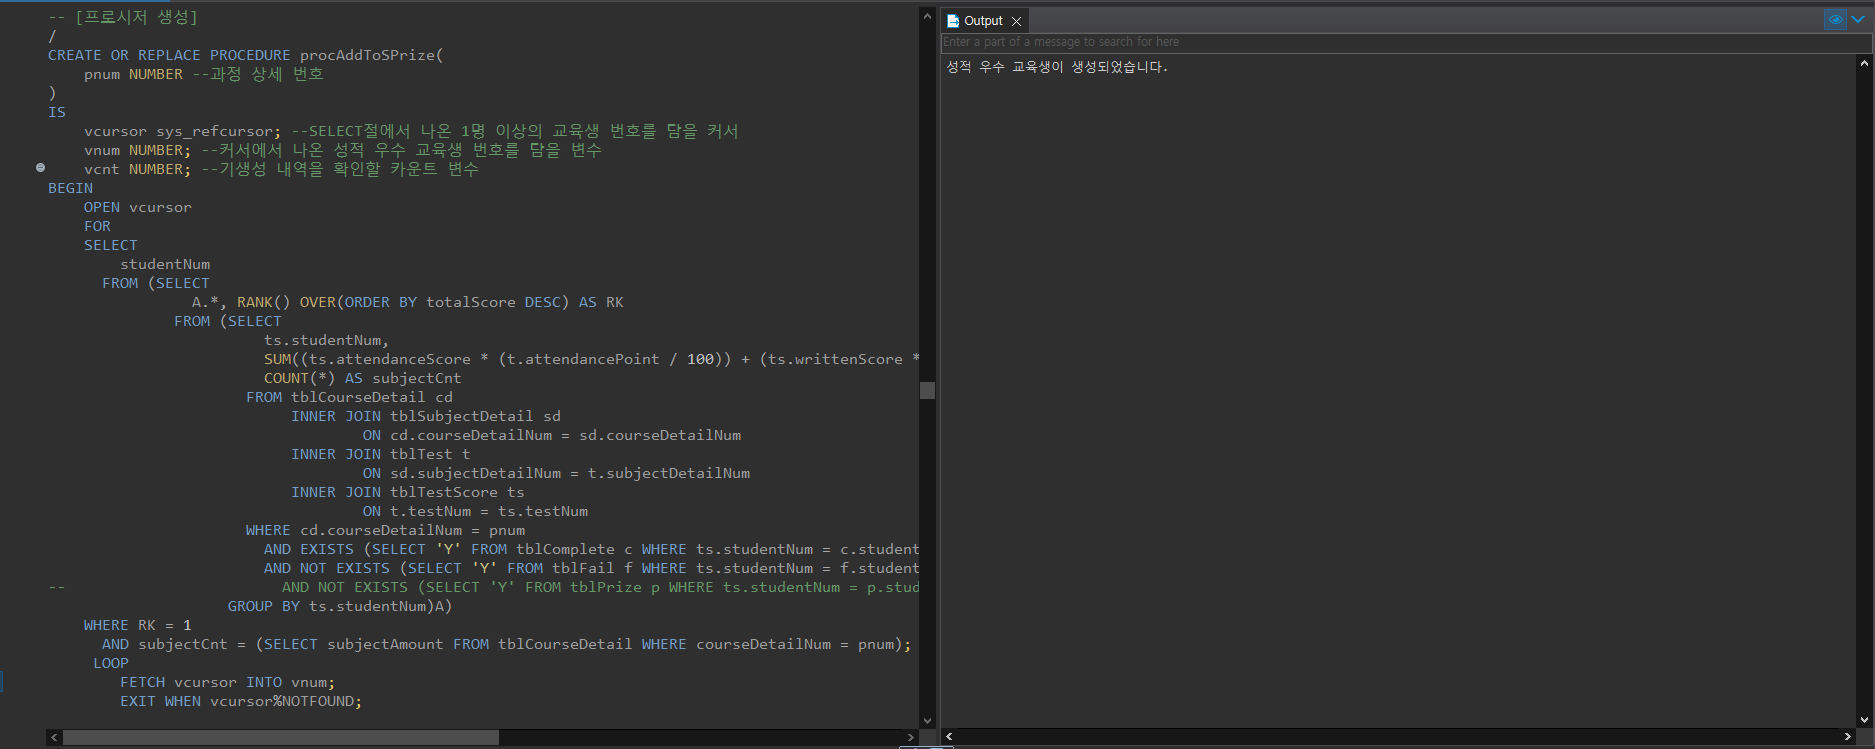 -- [프로시저 생성]
/
CREATE OR REPLACE PROCEDURE procAddToSPrize(
pnum NUMBER --과정 상세 번호
)
IS
vcursor sys_refcursor; --SELECT절에서 나온 1명 이상의 교육생 번호를 담을 커서
vnum NUMBER; --커서에서 나온 성적 우수 교육생 번호를 담을 변수
vcnt NUMBER; --기생성 내역을 확인할 카운트 변수
BEGIN
OPEN vcursor
FOR
SELECT
studentNum
FROM (SELECT
A.*, RANK() OVER(ORDER BY totalScore DESC) AS RK
FROM (SELECT
ts.studentNum,
SUM((ts.attendanceScore * (t.attendancePoint / 100)) + (ts.writtenScore *
COUNT(*) AS subjectCnt
FROM tblCourseDetail cd
INNER JOIN tblSubjectDetail sd
ON cd.courseDetailNum = sd.courseDetailNum
INNER JOIN tblTest t
ON sd.subjectDetailNum = t.subjectDetailNum
INNER JOIN tblTestScore ts
ON t.testNum = ts.testNum
WHERE cd.courseDetailNum = pnum
AND EXISTS (SELECT 'Y' FROM tblComplete c WHERE ts.studentNum = c.student
AND NOT EXISTS (SELECT 'Y' FROM tblFail f WHERE ts.studentNum = f.student
-- AND NOT EXISTS (SELECT 'Y' FROM tblPrize p WHERE ts.studentNum = p.stud
GROUP BY ts.studentNum)A)
WHERE RK = 1
AND subjectCnt = (SELECT subjectAmount FROM tblCourseDetail WHERE courseDetailNum = pnum);
LOOP
FETCH vcursor INTO vnum;
EXIT WHEN vcursor%NOTFOUND;
Output
Enter a part of a message to search for here
성적 우수 교육생이 생성되었습니다.